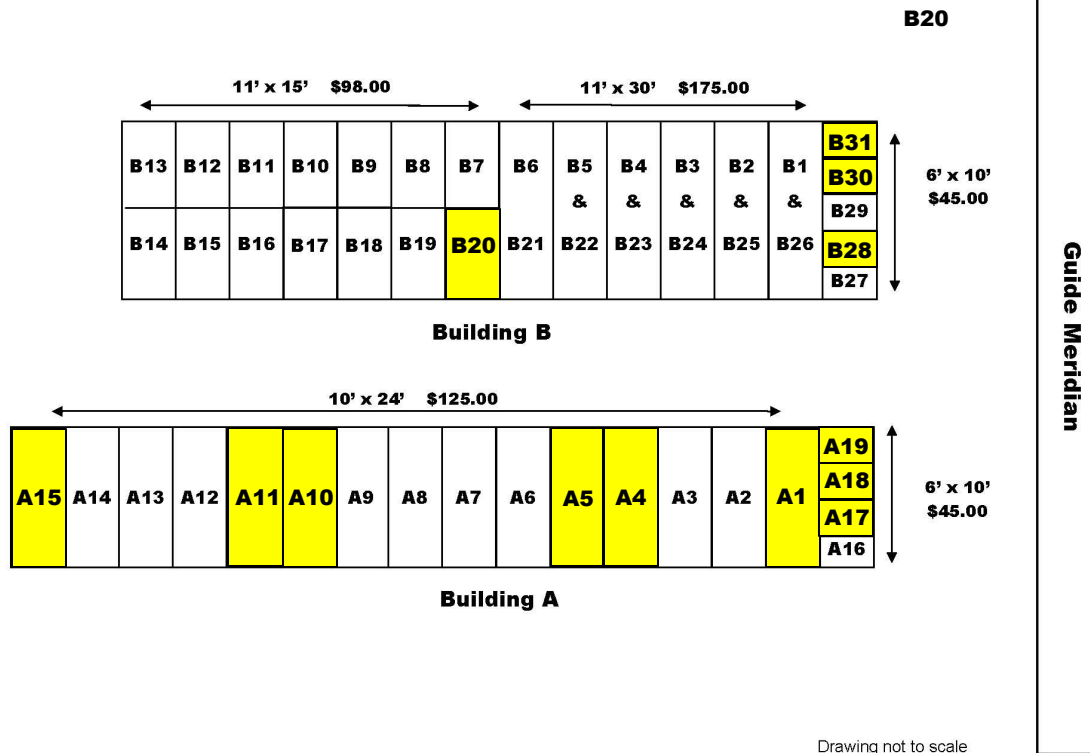 B20
11’ x 15’ $98.00 11’ x 30’ $175.00
B13 B12 B11 B10 B9 B8 B7 B6 B5 B4 B3 B2 B1 B31
B30
& & & & & B29
B14 B15 B16 B17 B18 B19 B20 B21 B22 B23 B24 B25 B26 B28
B27
6’ x 10’
$45.00
Building B
10’ x 24’ $125.00
A15 A14 A13 A12 A11 A10 A9 A8 A7 A6 A5 A4 A3 A2 A1
A19
A18
A17
A16
6’ x 10’
$45.00
Building A
Guide Meridian
Drawing not to scale